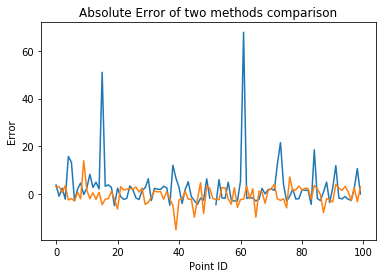 Absolute Error of two methods comparison
60
40
20
0
Error
0 20 40 60 80 100
Point ID